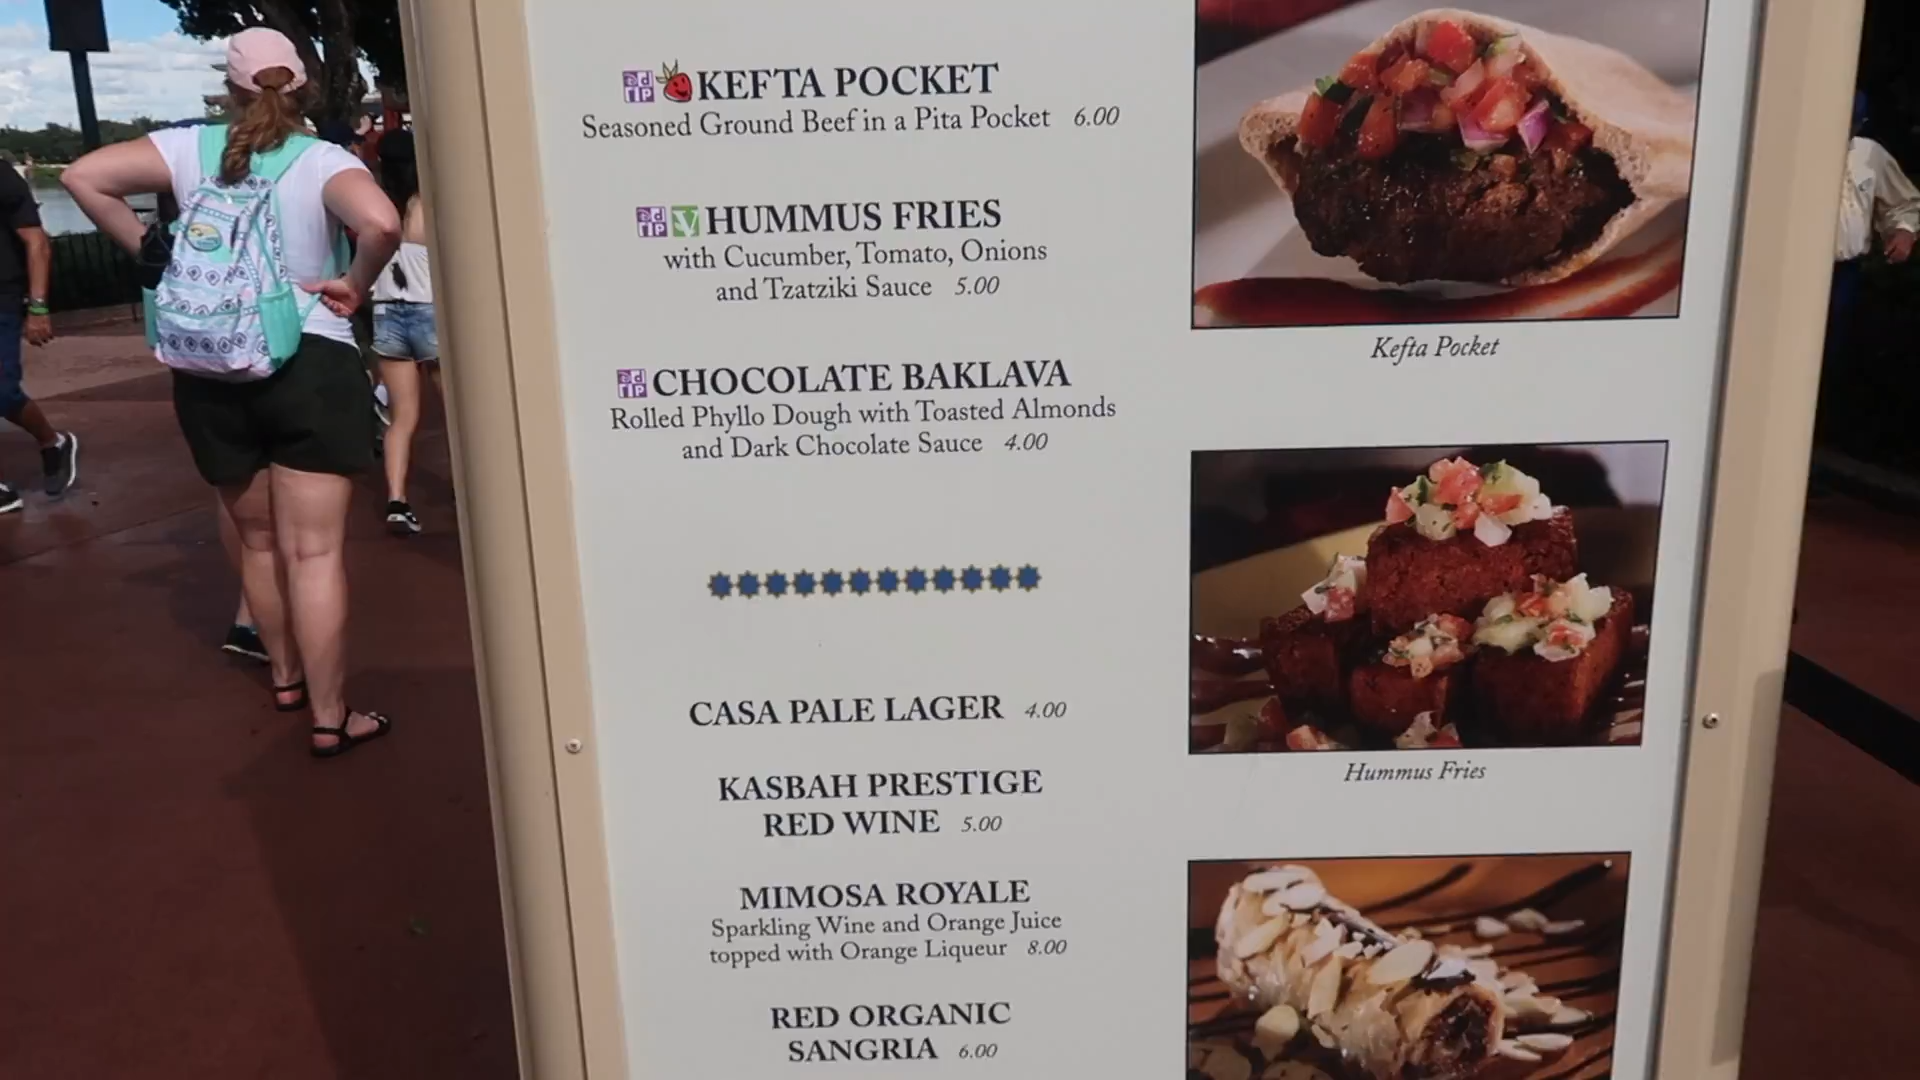 KEFTA POCKET
Seasoned Ground Beef in a Pita Pocket 6.00
HUMMUS FRIES
with Cucumber, Tomato, Onions
and Tzatziki Sauce 5.00
CHOCOLATE BAKLAVA
Rolled Phyllo Dough with Toasted Almonds
and Dark Chocolate Sauce 4.00
CASA PALE LAGER 4.00
KASBAH PRESTIGE
RED WINE 5.00
MIMOSA ROYALE
Sparkling Wine and Orange Juice
topped with Orange Liqueur 8.00
RED ORGANIC
SANGRIA 6.00
Kefta Pocket
Hummus Fries